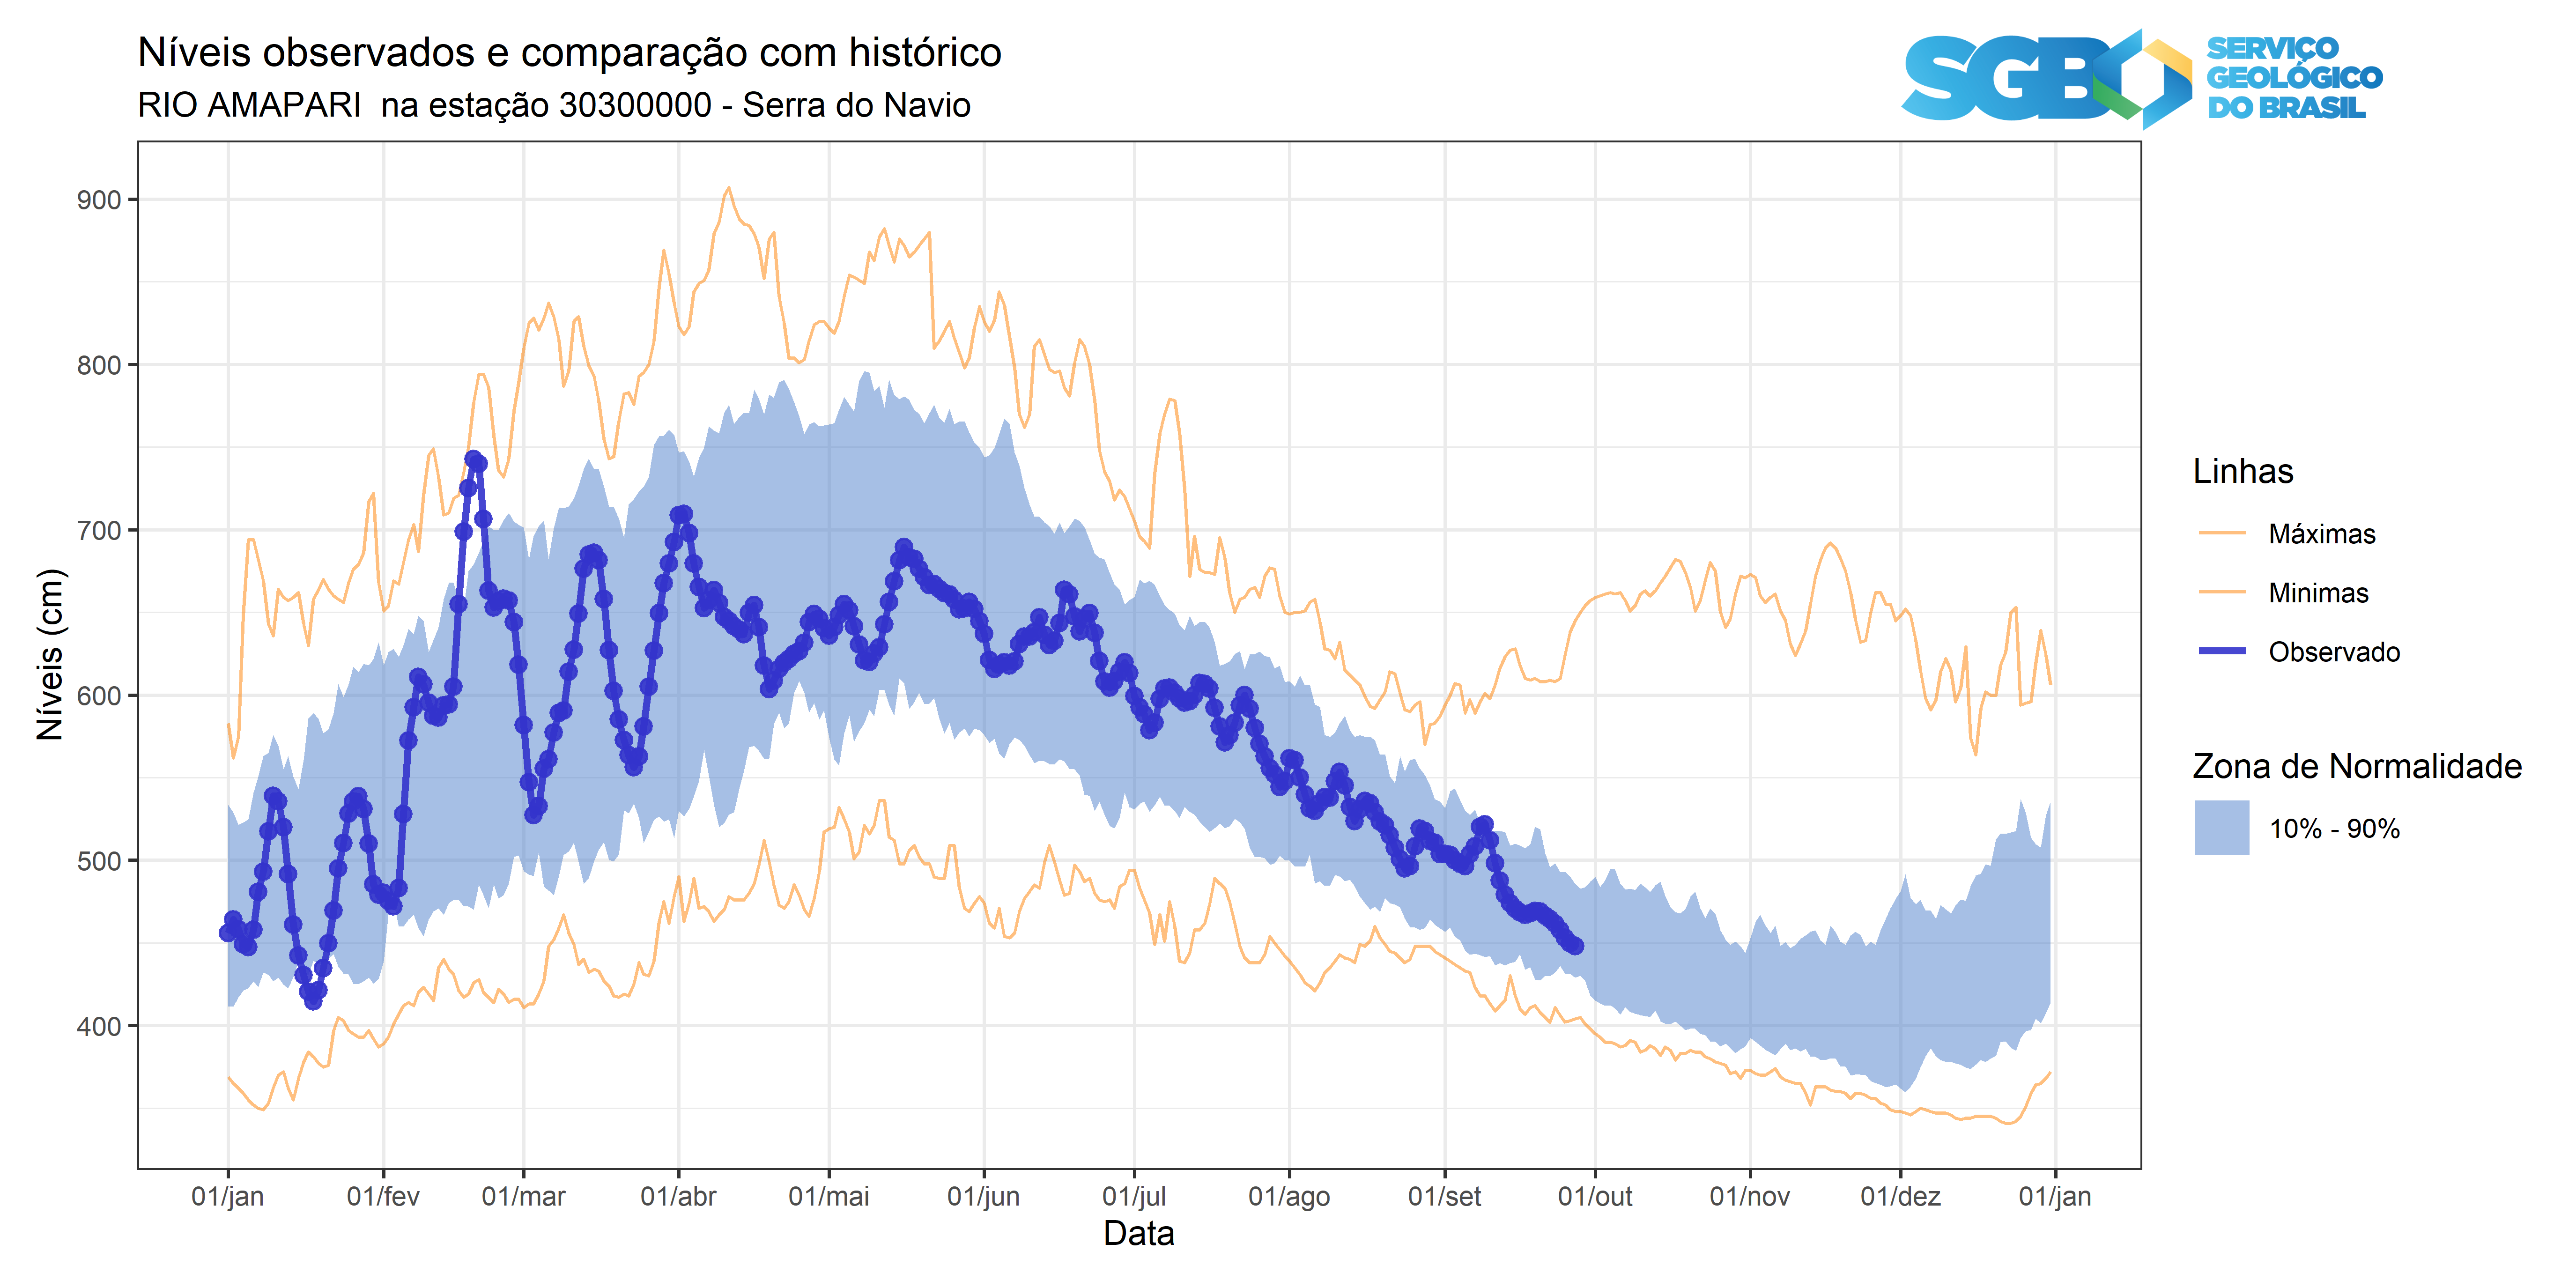 Níveis observados e comparação com histórico
RIO AMAPARI  na estação 30300000 - Serra do Navio
SGB
SERVIÇO
GEOLÓGICO
DO BRASIL
Níveis (cm)
900
800
700
600
500
400
01/jan
01/fev
01/mar
01/abr
01/mai
01/jun
01/jul
01/ago
01/set
01/out
01/nov
01/dez
01/jan
Data
Linhas
Máximas
Minimas
Observado
Zona de Normalidade
10% - 90%